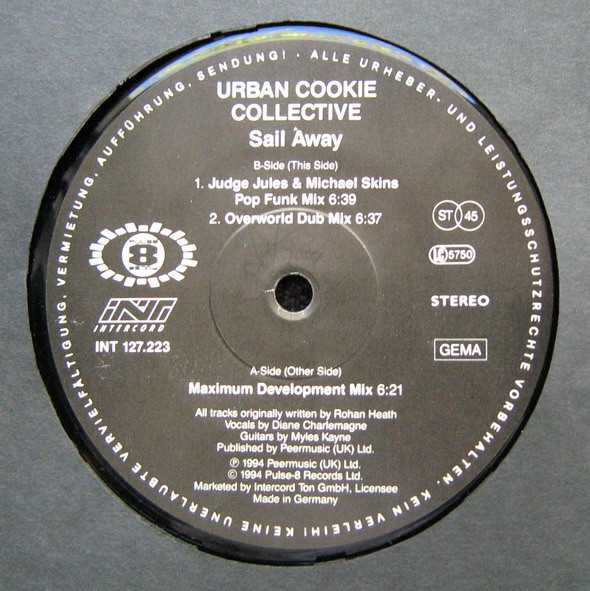 ALLE URHEBER- UND LEISTUNGSSCHUTZRECHTE VORBEHALTEN. KEIN VERLEIH! KEINE UNERLAUBTE VERVIELFÄLTIGUNG, VERMIETUNG, AUFFÜHRUNG, SENDUNG! ·
URBAN COOKIE
COLLECTIVE
Sail Away
B-Side (This Side)
1. Judge Jules & Michael Skins
Pop Funk Mix 6:39
2. Overworld Dub Mix 6:37
ST 45
8
LC 5750
INT
INTERCORD
STEREO
INT 127.223
GEMA
A-Side (Other Side)
Maximum Development Mix 6:21
All tracks originally written by Rohan Heath
Vocals by Diane Charlemagne
Guitars by Myles Kayne
Published by Peermusic (UK) Ltd.
℗ 1994 Peermusic (UK) Ltd.
© 1994 Pulse-8 Records Ltd.
Marketed by Intercord Ton GmbH, Licensee
Made in Germany